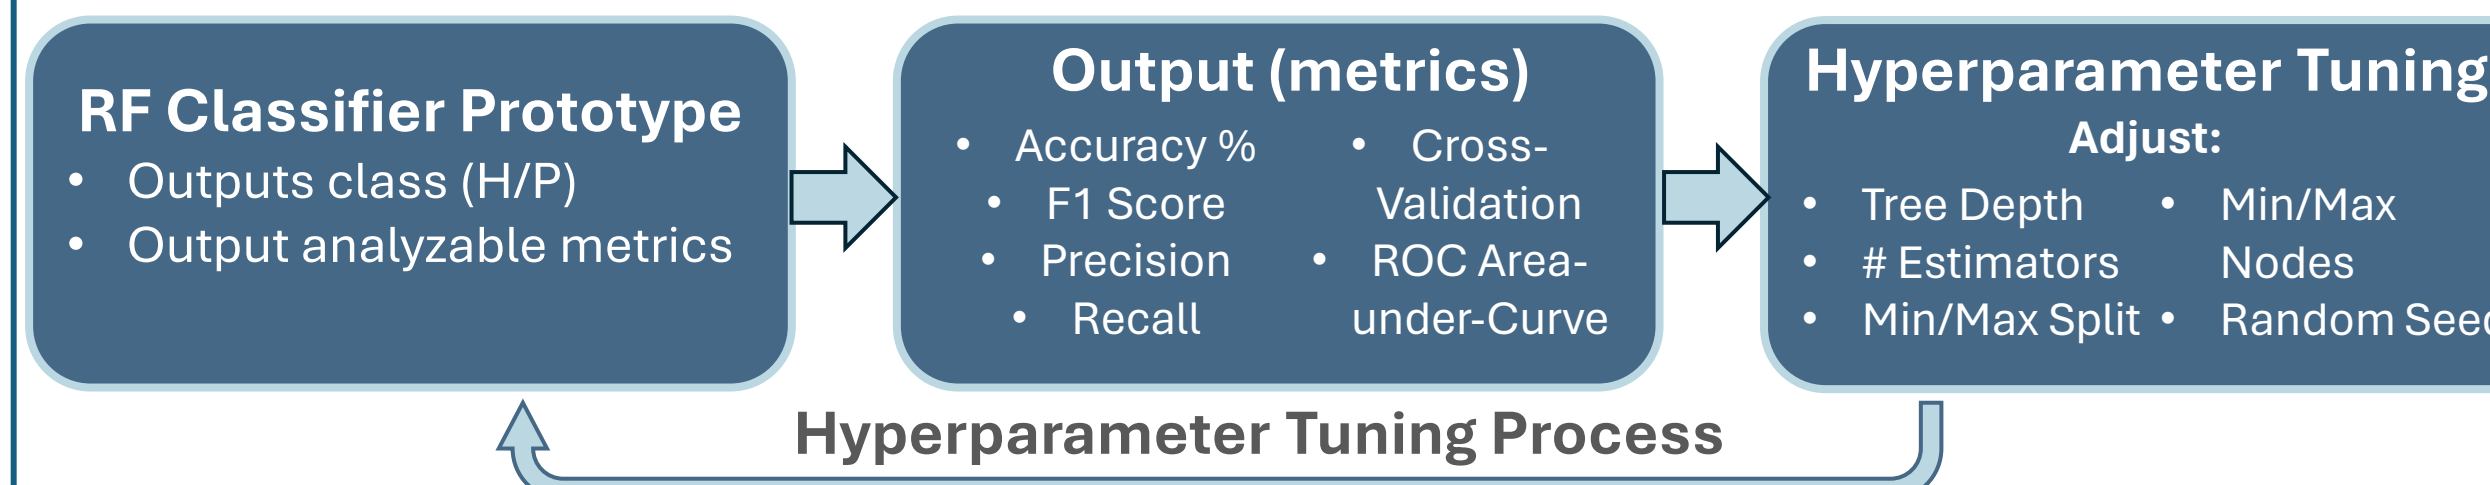 RF Classifier Prototype
• Outputs class (H/P)
• Output analyzable metrics
Output (metrics)
• Accuracy %
• F1 Score
• Precision
• Recall
• Cross-
Validation
• ROC Area-
under-Curve
Hyperparameter Tuning
Adjust:
• Tree Depth
• # Estimators
• Min/Max Split
• Min/Max
Nodes
• Random Seed
Hyperparameter Tuning Process